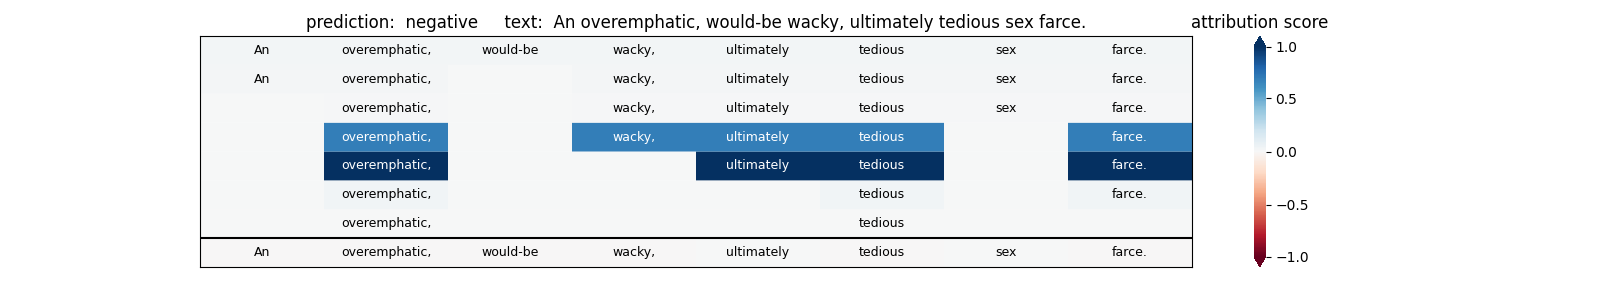 prediction:  negative     text:  An overemphatic, would-be wacky, ultimately tedious sex farce.     attribution score
An overemphatic, would-be wacky, ultimately tedious sex farce.
An overemphatic, wacky, ultimately tedious sex farce.
overemphatic, wacky, ultimately tedious sex farce.
overemphatic, wacky, ultimately tedious farce.
overemphatic, ultimately tedious farce.
overemphatic, tedious farce.
overemphatic, tedious
An overemphatic, would-be wacky, ultimately tedious sex farce.
1.0
0.5
0.0
−0.5
−1.0